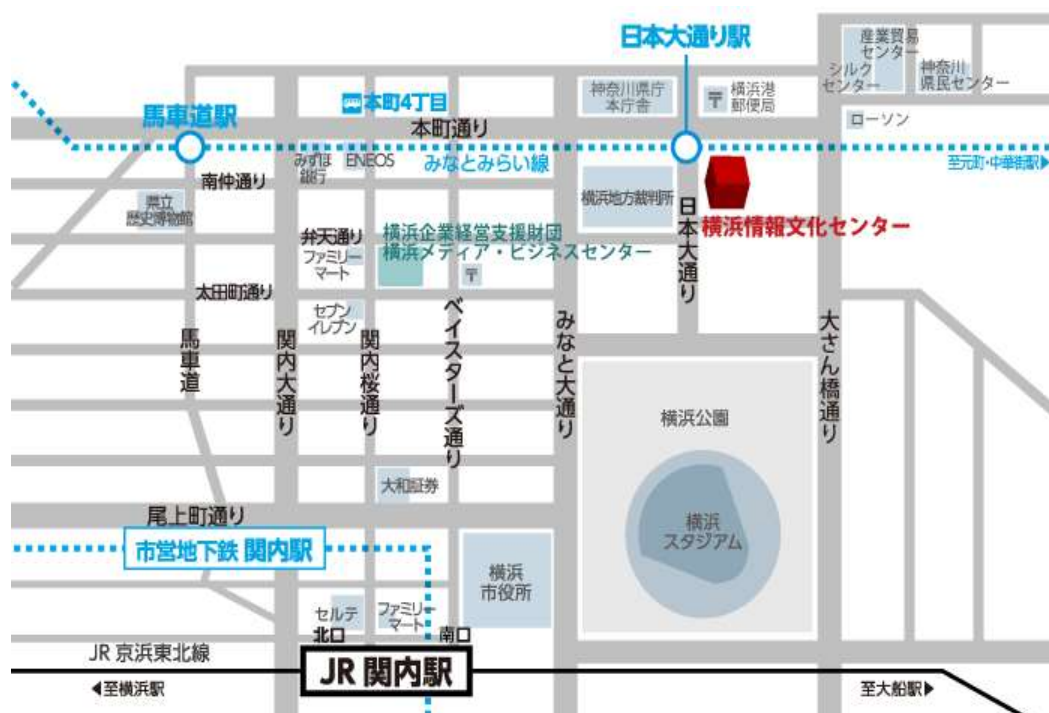 日本大通り駅
産業貿易
センター
シルク
センター
神奈川
県民センター
神奈川県庁
本庁舎
〒
横浜港
郵便局
本町4丁目
馬車道駅
本町通り
ローソン
みずほ
銀行
ENEOS
みなとみらい線
至元町・中華街駅▶
南仲通り
県立
歴史博物館
横浜地方裁判所
日本大通り
横浜情報文化センター
弁天通り
ファミリー
マート
横浜企業経営支援財団
横浜メディア・ビジネスセンター
〒
太田町通り
セブン
イレブン
馬車道
関内大通り
関内桜通り
ベイスターズ通り
みなと大通り
大さん橋通り
横浜公園
大和証券
尾上町通り
横浜
スタジアム
市営地下鉄 関内駅
横浜
市役所
セルテ
ファミリー
マート
北口
南口
JR 京浜東北線
JR 関内駅
◀至横浜駅
至大船駅▶